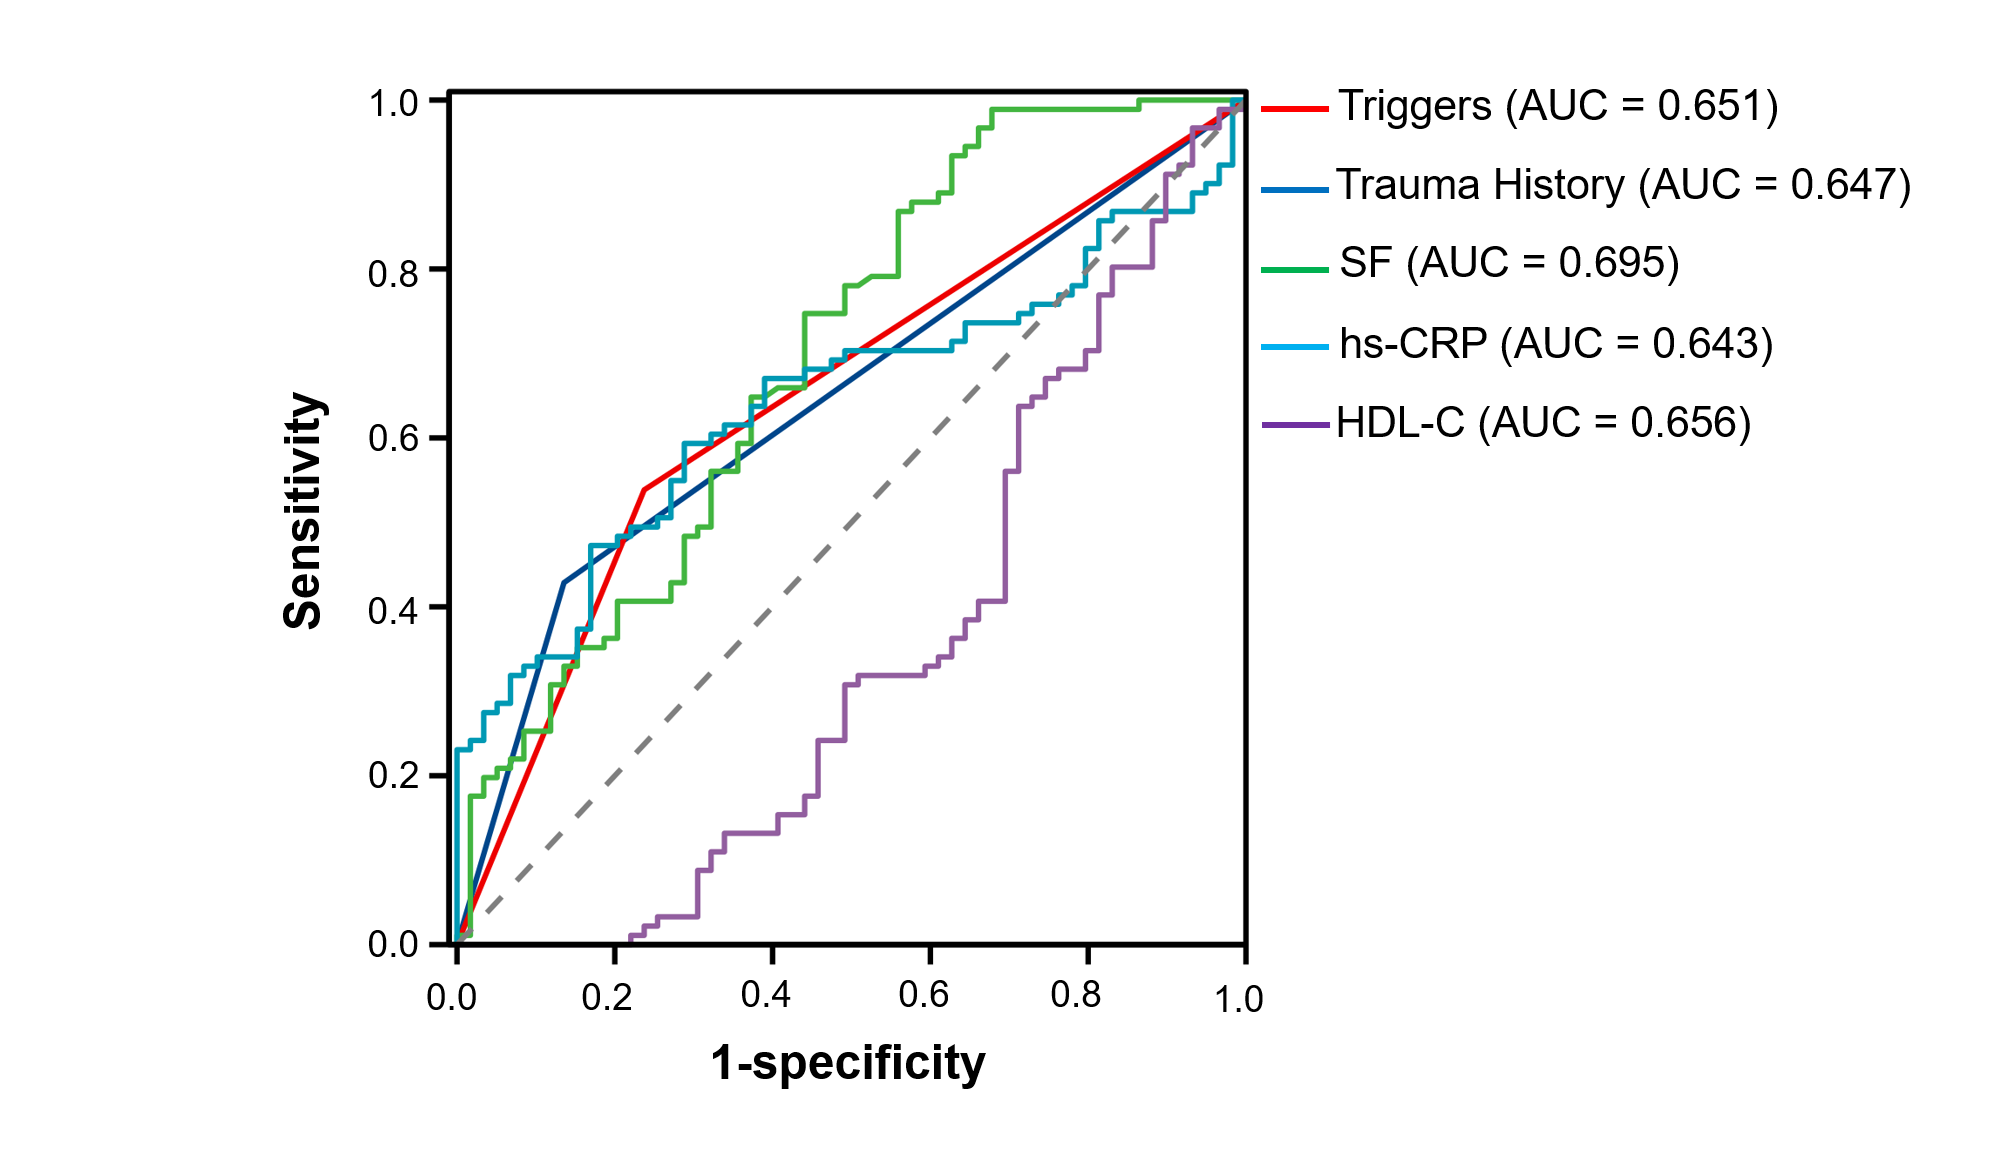 Triggers (AUC = 0.651)
Trauma History (AUC = 0.647)
SF (AUC = 0.695)
hs-CRP (AUC = 0.643)
HDL-C (AUC = 0.656)
Sensitivity
1.0
0.8
0.6
0.4
0.2
0.0
0.0 0.2 0.4 0.6 0.8 1.0
1-specificity